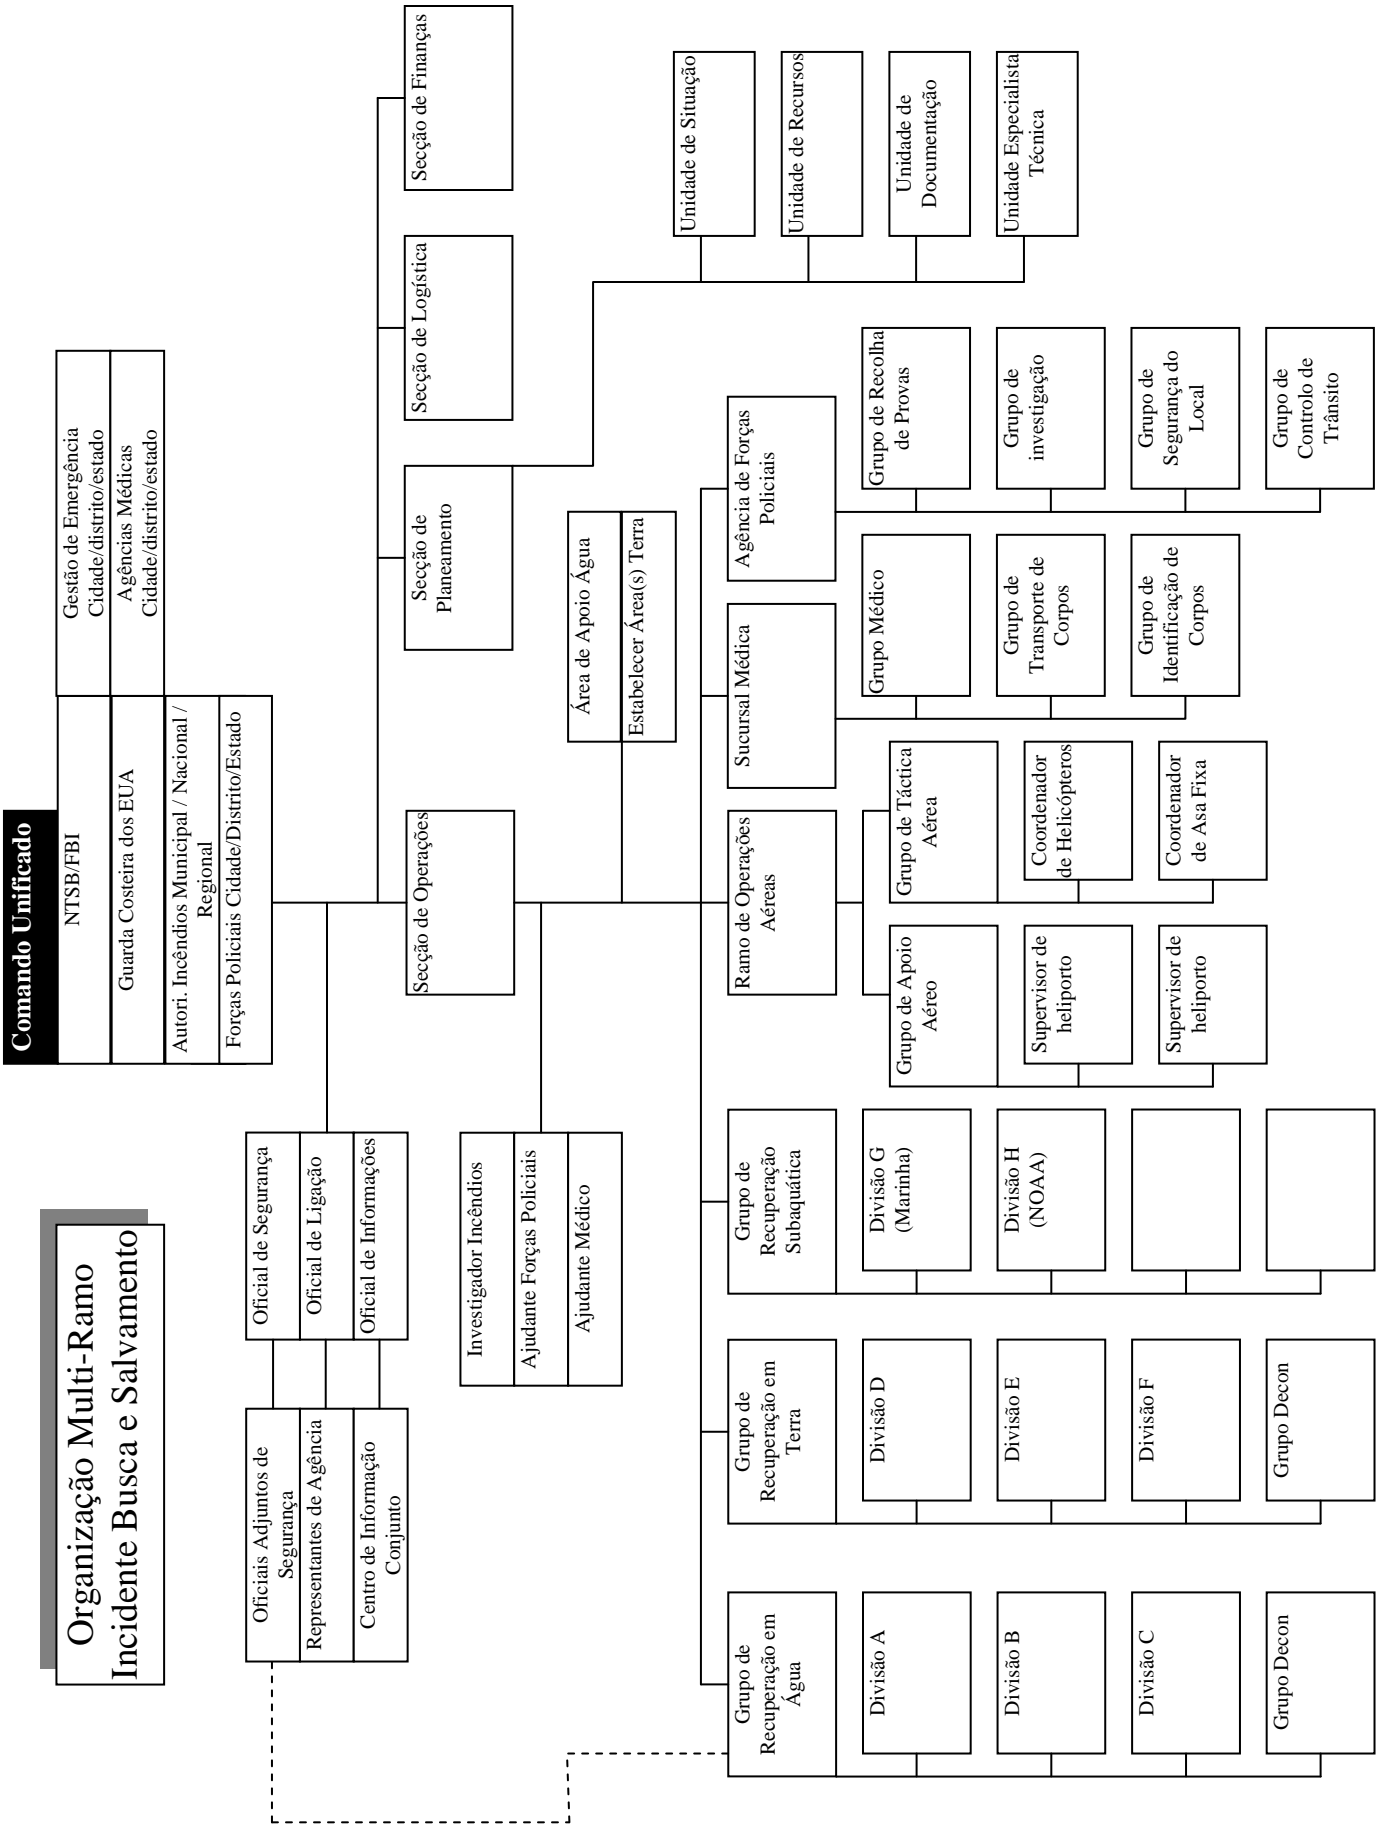 Organização Multi-Ramo
Incidente Busca e Salvamento
Comando Unificado
NTSB/FBI
Guarda Costeira dos EUA
Autori. Incêndios Municipal / Nacional /
Regional
Forças Policiais Cidade/Distrito/Estado
Gestão de Emergência
Cidade/distrito/estado
Agências Médicas
Cidade/distrito/estado
Oficiais Adjuntos de
Segurança
Representantes de Agência
Centro de Informação
Conjunto
Oficial de Segurança
Oficial de Ligação
Oficial de Informações
Secção de Operações
Secção de
Planeamento
Secção de Logística
Secção de Finanças
Investigador Incêndios
Ajudante Forças Policiais
Ajudante Médico
Área de Apoio Água
Estabelecer Área(s) Terra
Unidade de Situação
Unidade de Recursos
Unidade de
Documentação
Unidade Especialista
Técnica
Grupo de
Recuperação em
Água
Divisão A
Divisão B
Divisão C
Grupo Decon
Grupo de
Recuperação em
Terra
Divisão D
Divisão E
Divisão F
Grupo Decon
Grupo de
Recuperação
Subaquática
Divisão G
(Marinha)
Divisão H
(NOAA)
Ramo de Operações
Aéreas
Grupo de Apoio
Aéreo
Supervisor de
heliporto
Supervisor de
heliporto
Grupo de Táctica
Aérea
Coordenador
de Helicópteros
Coordenador
de Asa Fixa
Sucursal Médica
Grupo Médico
Grupo de
Transporte de
Corpos
Grupo de
Identificação de
Corpos
Agência de Forças
Policiais
Grupo de Recolha
de Provas
Grupo de
investigação
Grupo de
Segurança do
Local
Grupo de
Controlo de
Trânsito